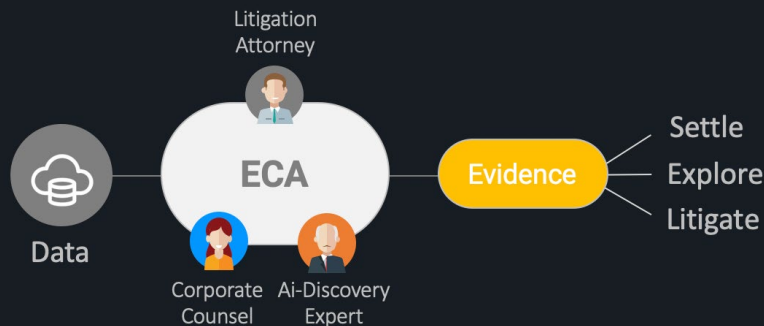 Litigation
Attorney
ECA
Data
Corporate
Counsel
Ai-Discovery
Expert
Evidence
Settle
Explore
Litigate